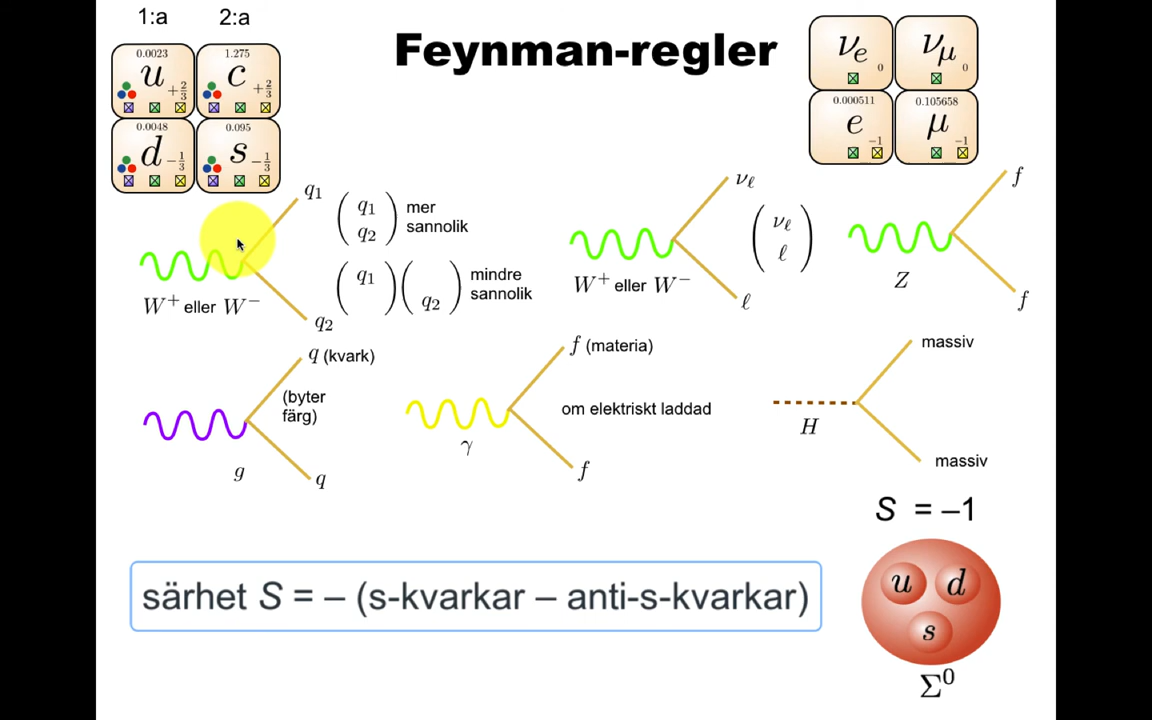 1:a 2:a
Feynman-regler
0.0023 1.275
u +2/3 c +2/3
0.0048 0.095
d −1/3 s −1/3
νe 0 νμ 0
0.000511 0.105658
e −1 μ −1
q1
(q1 q2) mer
sannolik
(q1 ) ( q2) mindre
sannolik
W+ eller W−
q2
νℓ
(νℓ ℓ)
W+ eller W−
ℓ
f
Z
f
q (kvark)
(byter
färg)
g
q
f (materia)
om elektriskt laddad
γ
f
massiv
H
massiv
S = –1
särhet S = – (s-kvarkar – anti-s-kvarkar)
u d
s
Σ0